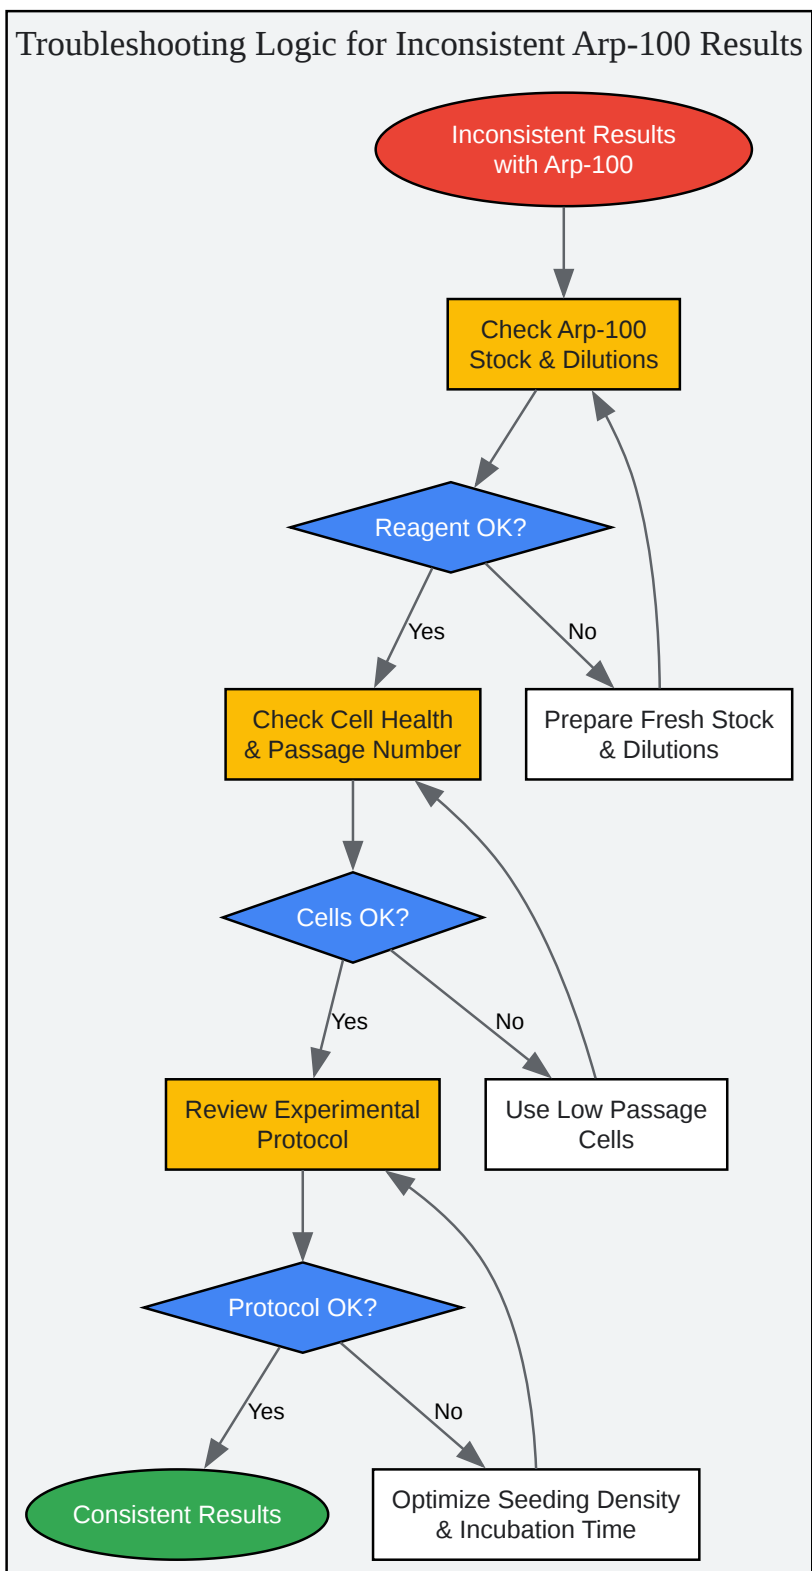 Troubleshooting Logic for Inconsistent Arp-100 Results
Inconsistent Results
with Arp-100
Check Arp-100
Stock & Dilutions
Reagent OK?
Yes
No
Check Cell Health
& Passage Number
Prepare Fresh Stock
& Dilutions
Cells OK?
Yes
No
Review Experimental
Protocol
Use Low Passage
Cells
Protocol OK?
Yes
No
Consistent Results
Optimize Seeding Density
& Incubation Time